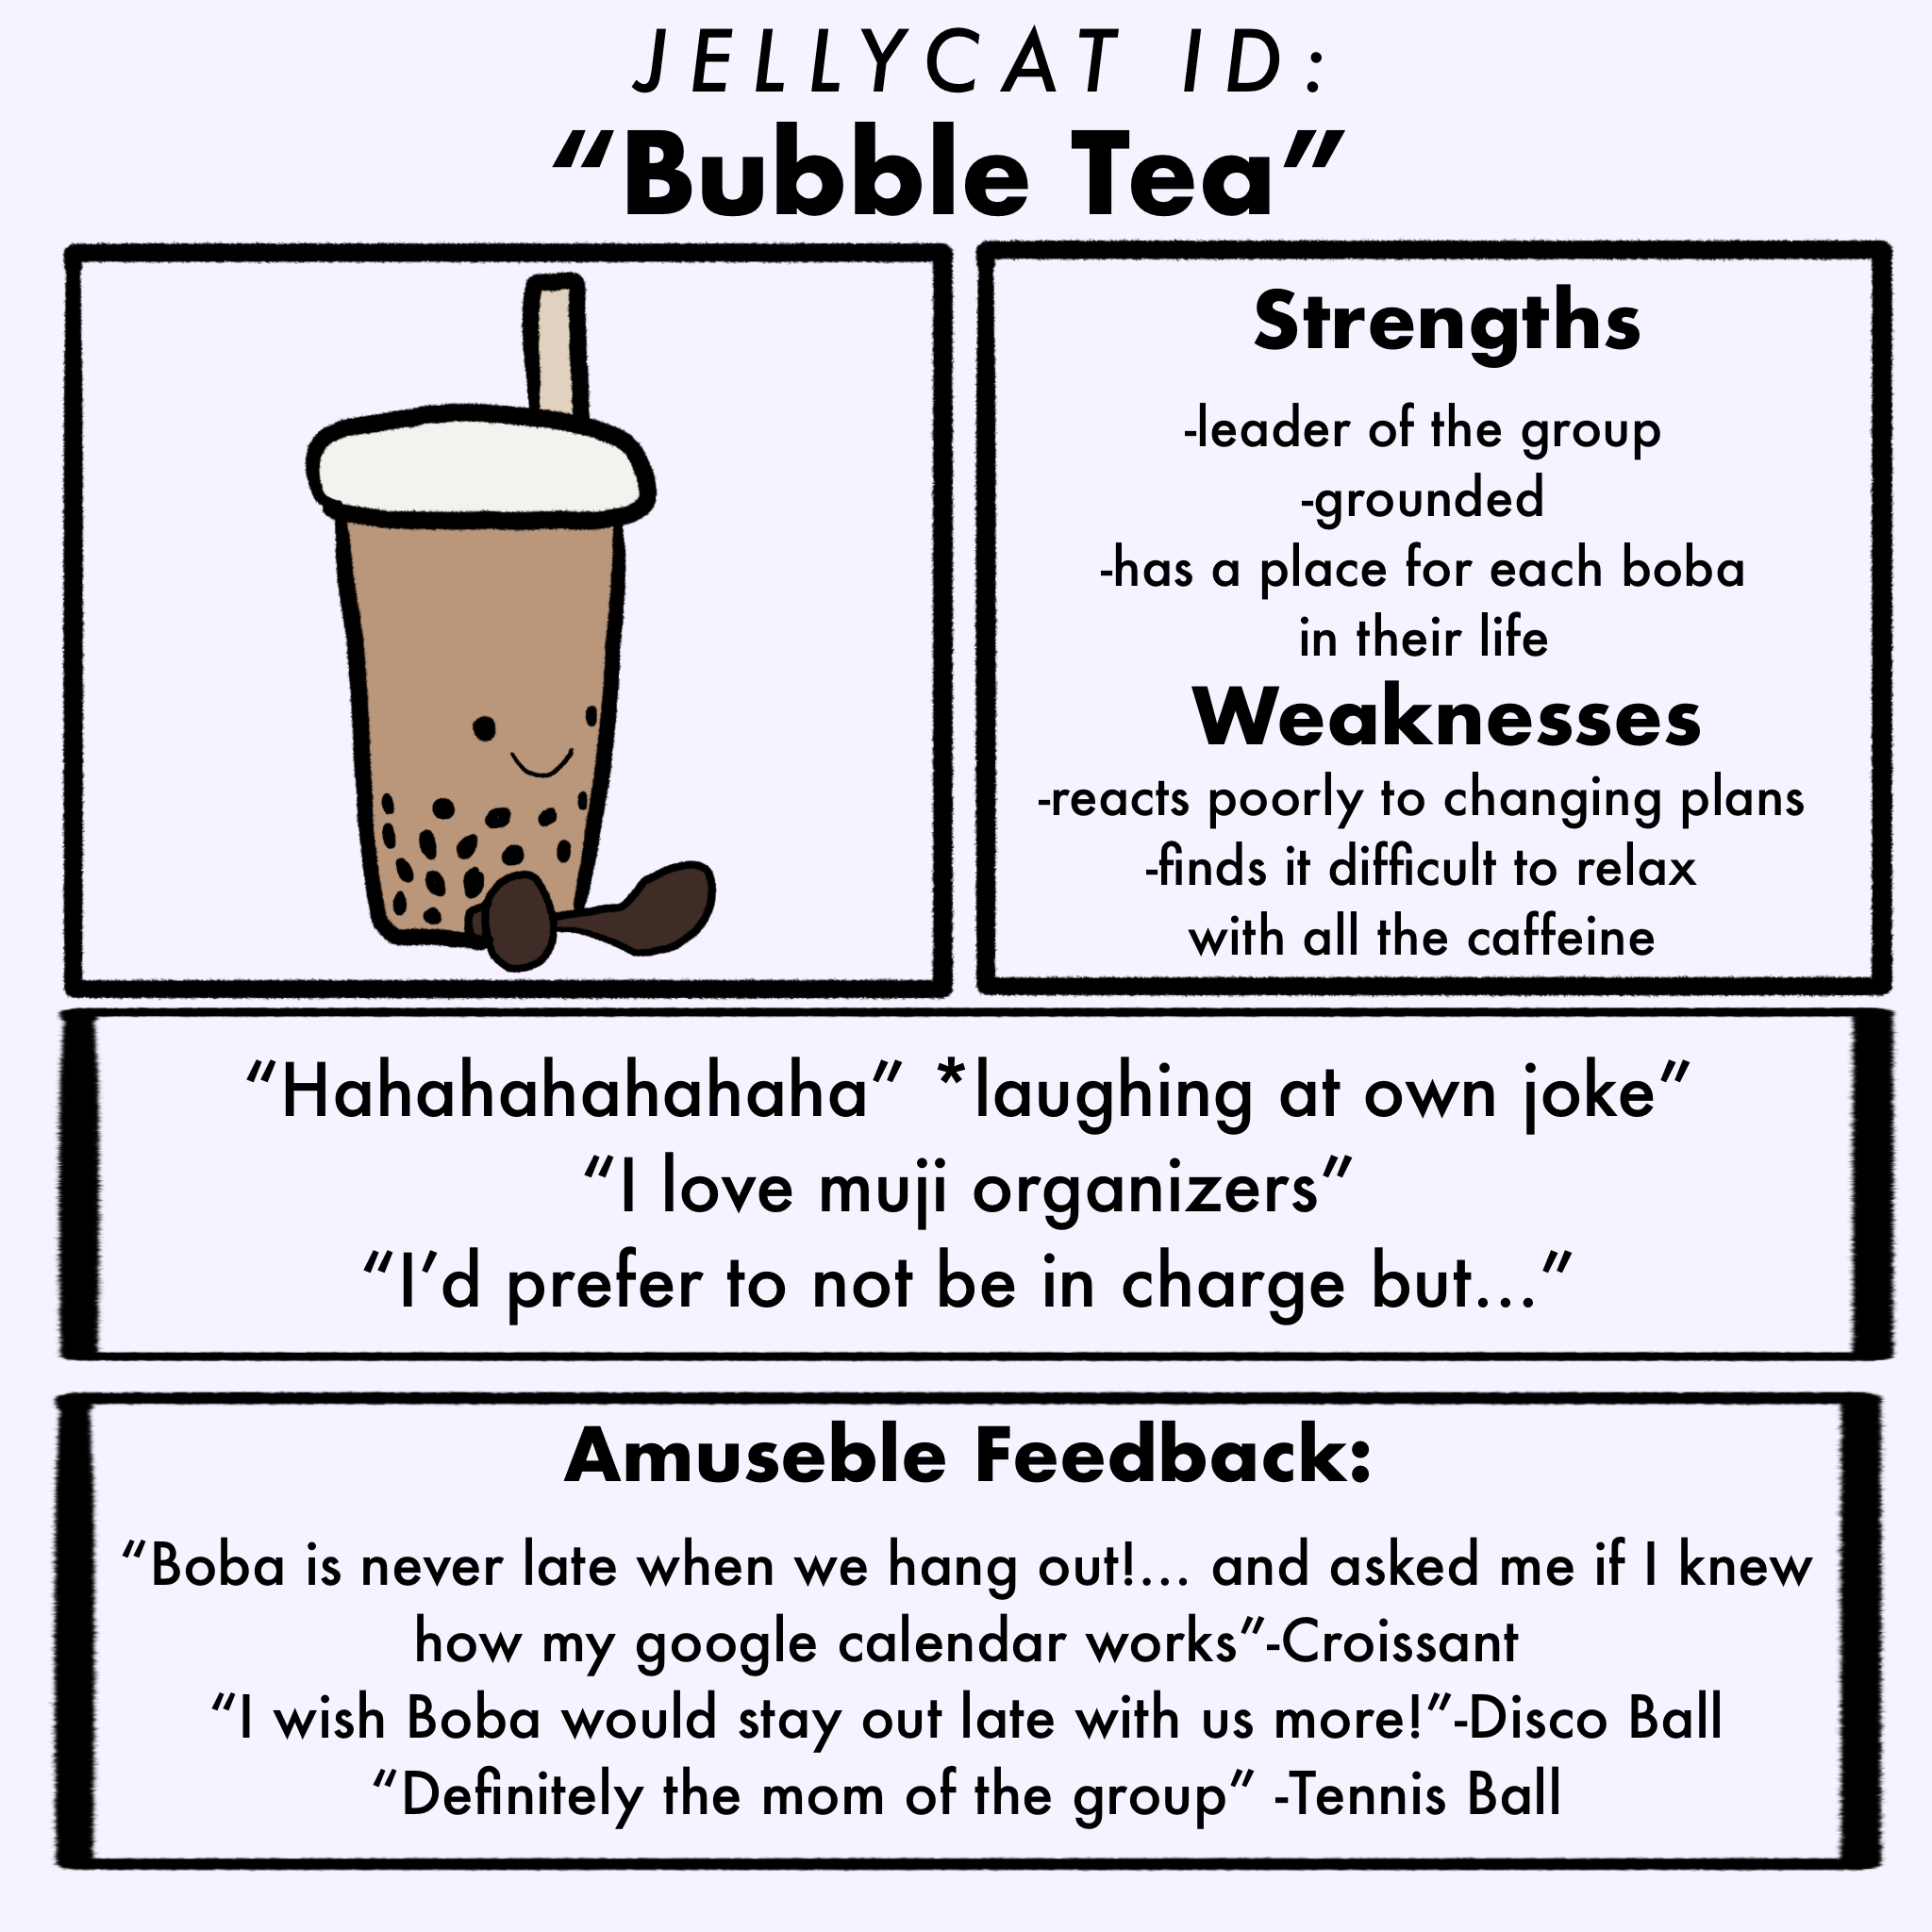 JELLYCAT ID:
“Bubble Tea”
Strengths
-leader of the group
-grounded
-has a place for each boba
in their life
Weaknesses
-reacts poorly to changing plans
-finds it difficult to relax
with all the caffeine
“Hahahahahahaha” *laughing at own joke”
“I love muji organizers”
“I’d prefer to not be in charge but...”
Amuseble Feedback:
“Boba is never late when we hang out!... and asked me if I knew
how my google calendar works”-Croissant
“I wish Boba would stay out late with us more!”-Disco Ball
“Definitely the mom of the group” -Tennis Ball